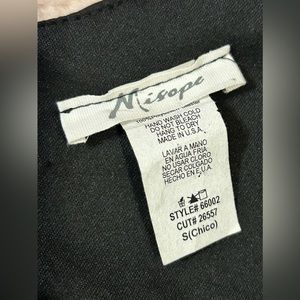 Misope
HAND WASH COLD
DO NOT BLEACH
HANG TO DRY
MADE IN U.S.A.
LAVAR A MANO
EN AGUA FRIA
NO USAR CLORO
SECAR COLGADO
HECHO EN E.U.A.
STYLE# 66002
CUT# 26557
S(Chico)